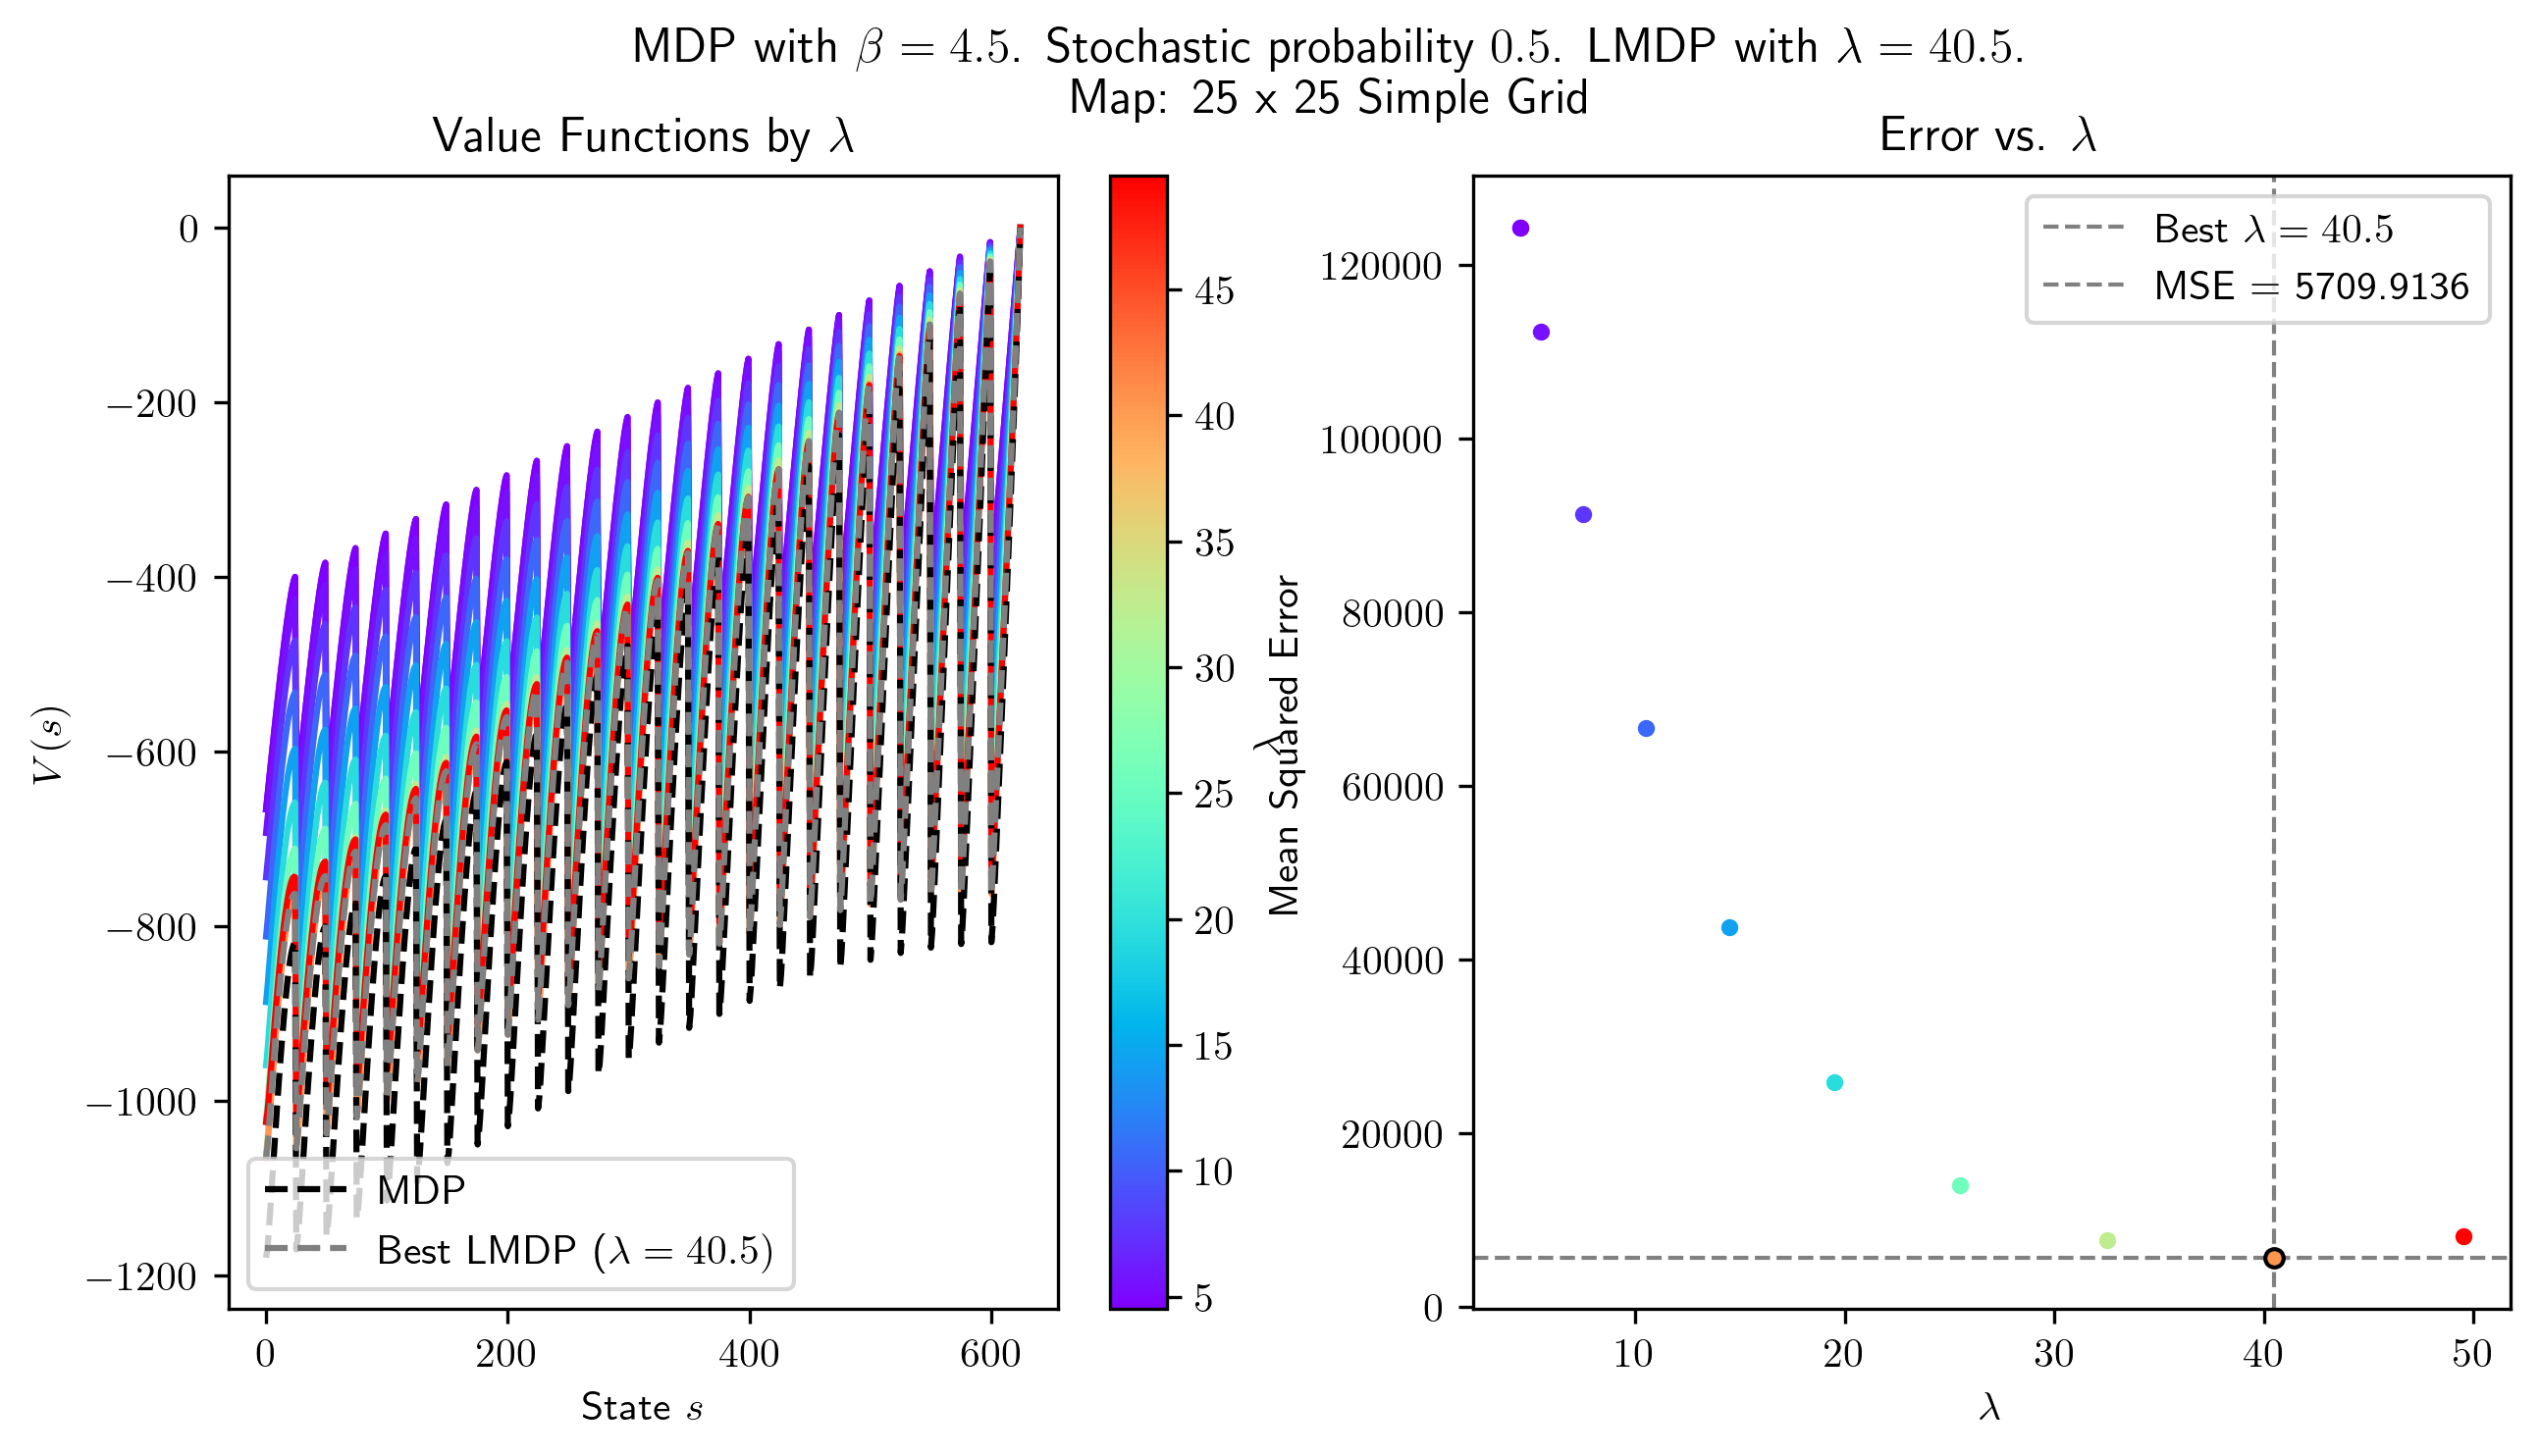 MDP with β = 4.5. Stochastic probability 0.5. LMDP with λ = 40.5.
Map: 25 x 25 Simple Grid
Value Functions by λ
V(s)
0
−200
−400
−600
−800
−1000
−1200
MDP
Best LMDP (λ = 40.5)
0 200 400 600
State s
45
40
35
30
25
20
15
10
5
λ
Error vs. λ
Mean Squared Error
120000
100000
80000
60000
40000
20000
0
Best λ = 40.5
MSE = 5709.9136
10 20 30 40 50
λ